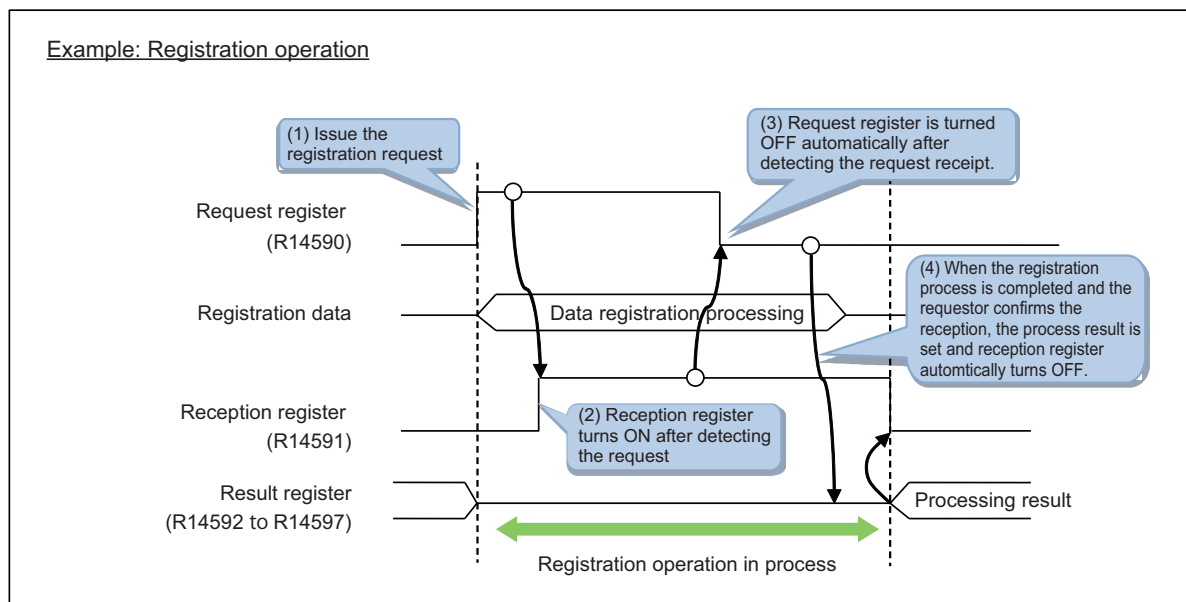 Example: Registration operation
(1) Issue the
registration request
(3) Request register is turned
OFF automatically after
detecting the request receipt.
Request register
(R14590)
(4) When the registration
process is completed and the
requestor confirms the
reception, the process result is
set and reception register
automtically turns OFF.
Registration data
Data registration processing
Reception register
(R14591)
(2) Reception register
turns ON after detecting
the request
Result register
(R14592 to R14597)
Processing result
Registration operation in process